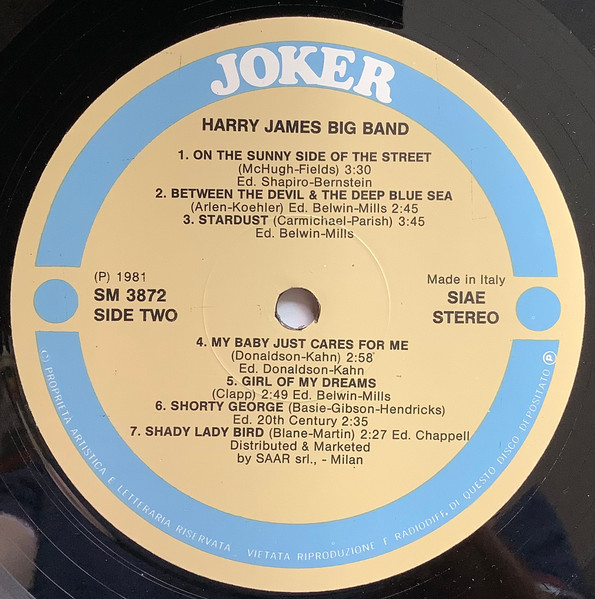 JOKER
HARRY JAMES BIG BAND
1. ON THE SUNNY SIDE OF THE STREET
(McHugh-Fields) 3:30
Ed. Shapiro-Bernstein
2. BETWEEN THE DEVIL & THE DEEP BLUE SEA
(Arlen-Koehler) Ed. Belwin-Mills 2:45
3. STARDUST (Carmichael-Parish) 3:45
Ed. Belwin-Mills
(P) 1981
SM 3872
SIDE TWO
Made in Italy
SIAE
STEREO
4. MY BABY JUST CARES FOR ME
(Donaldson-Kahn) 2:58
Ed. Donaldson-Kahn
5. GIRL OF MY DREAMS
(Clapp) 2:49 Ed. Belwin-Mills
6. SHORTY GEORGE (Basie-Gibson-Hendricks)
Ed. 20th Century 2:35
7. SHADY LADY BIRD (Blane-Martin) 2:27 Ed. Chappell
Distributed & Marketed
by SAAR srl., - Milan
(C) PROPRIETA ARTISTICA E LETTERARIA RISERVATA - VIETATA RIPRODUZIONE E RADIODIF. DI QUESTO DISCO DEPOSITATO (P)